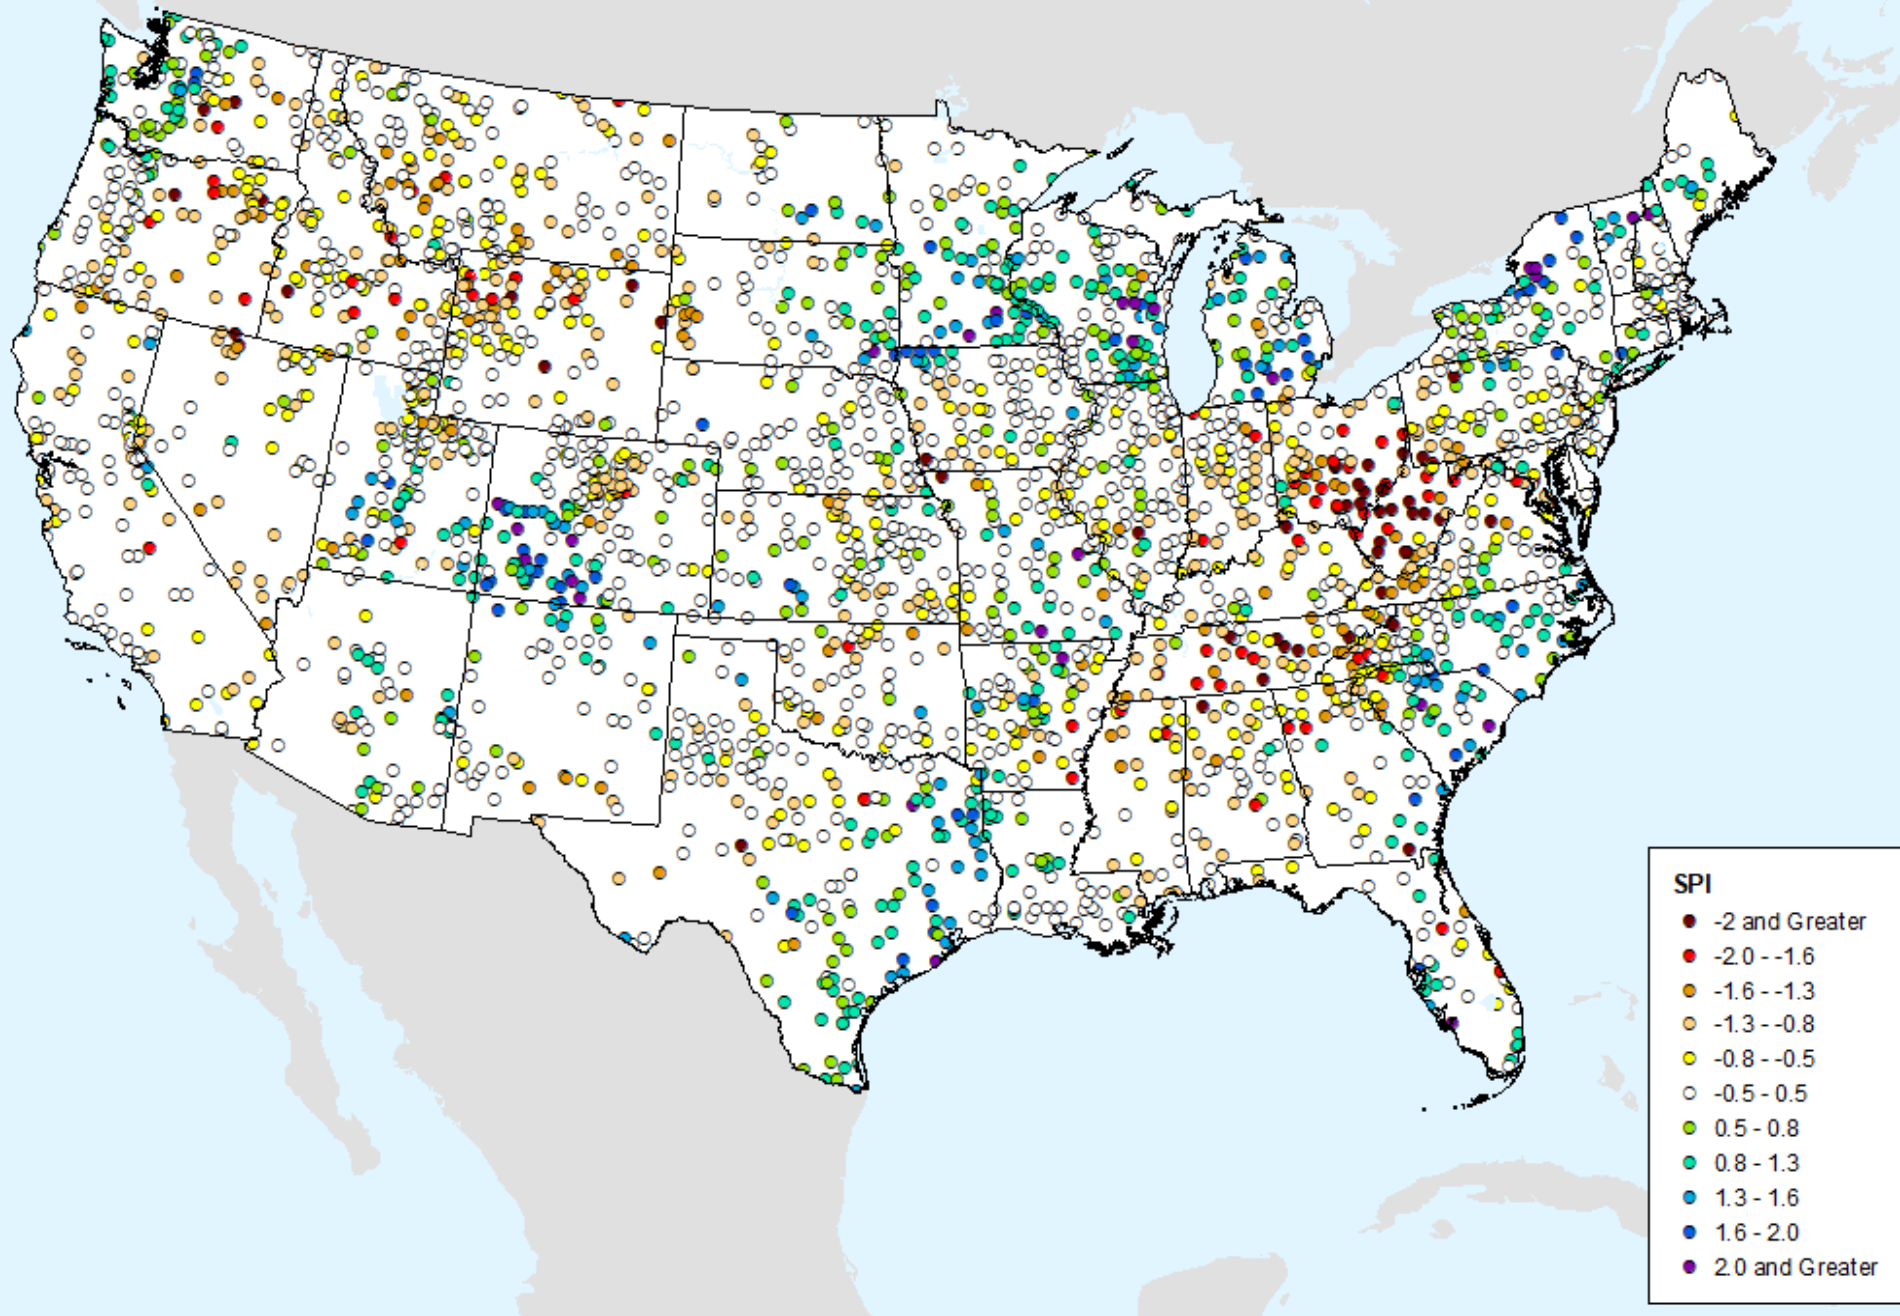 SPI
-2 and Greater
-2.0 - -1.6
-1.6 - -1.3
-1.3 - -0.8
-0.8 - -0.5
-0.5 - 0.5
0.5 - 0.8
0.8 - 1.3
1.3 - 1.6
1.6 - 2.0
2.0 and Greater